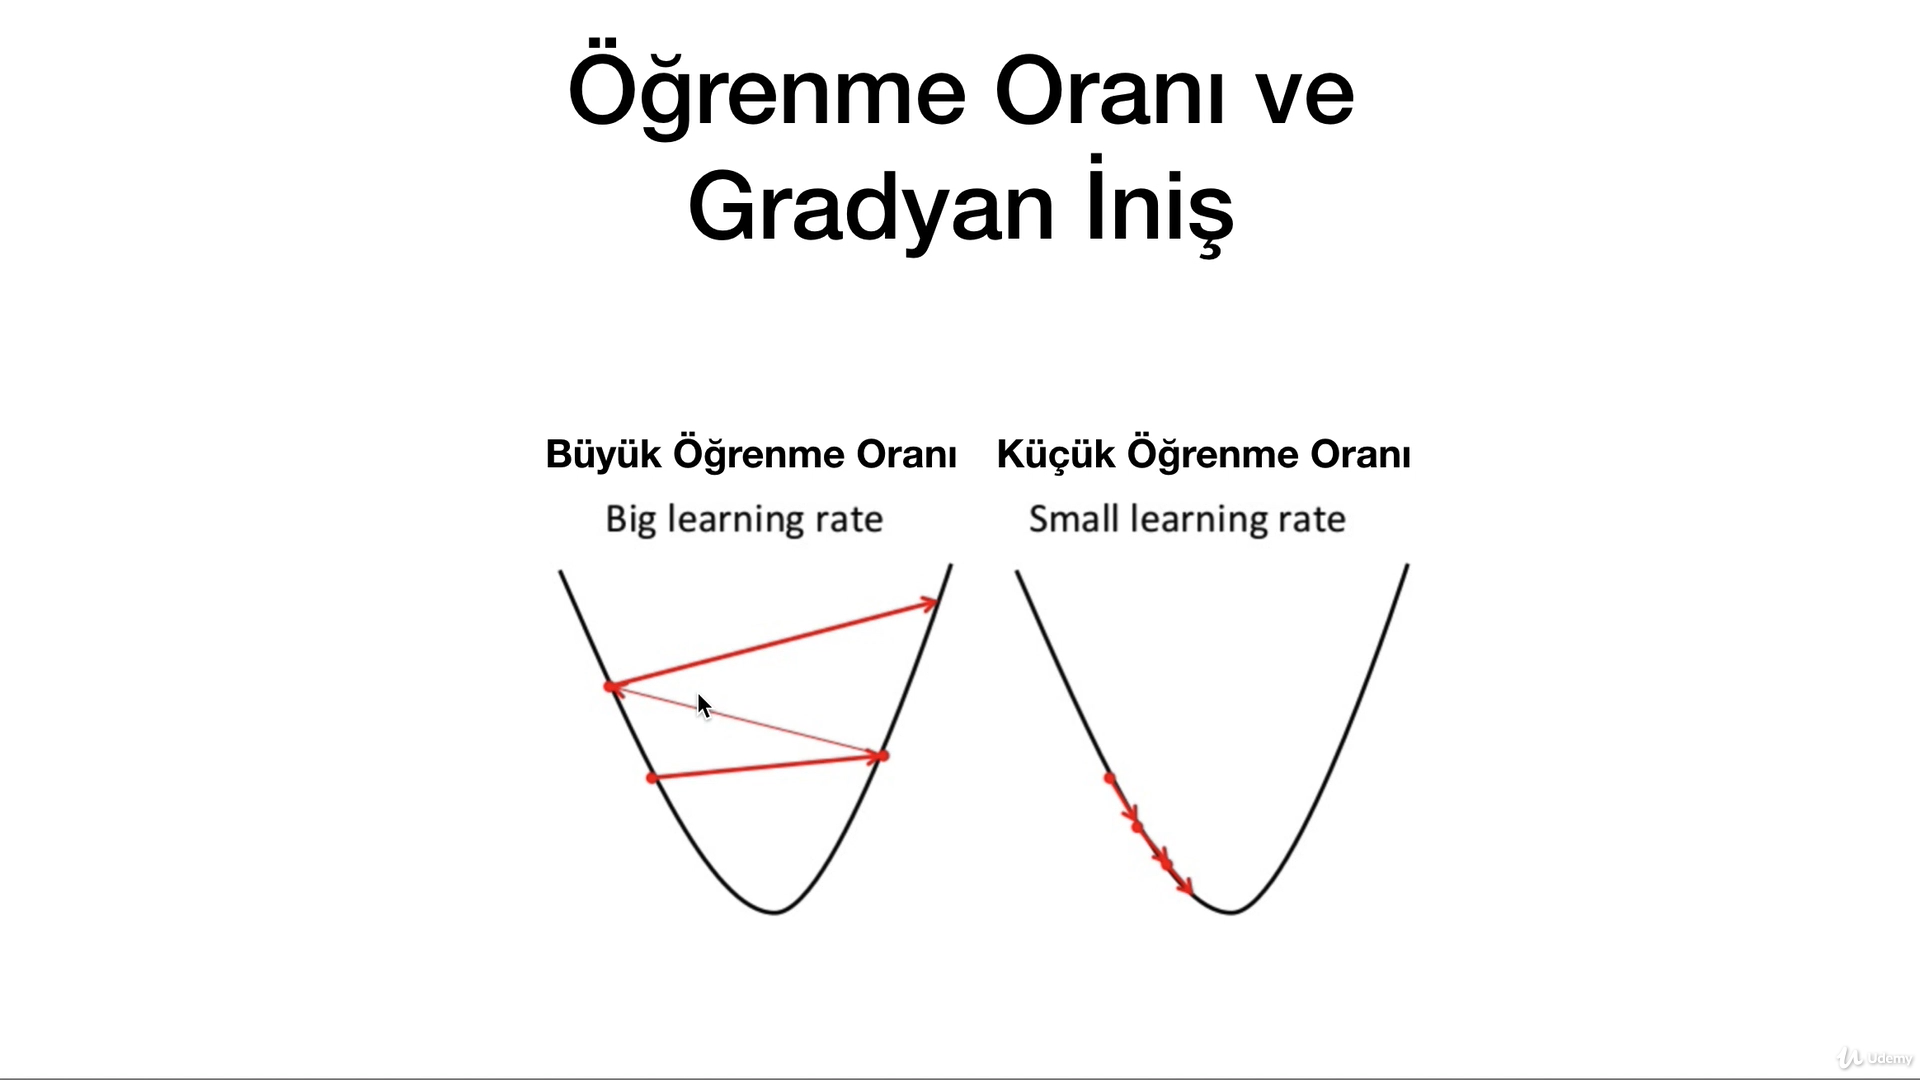 Öğrenme Oranı ve
Gradyan İniş
Büyük Öğrenme Oranı
Küçük Öğrenme Oranı
Big learning rate
Small learning rate
Udemy